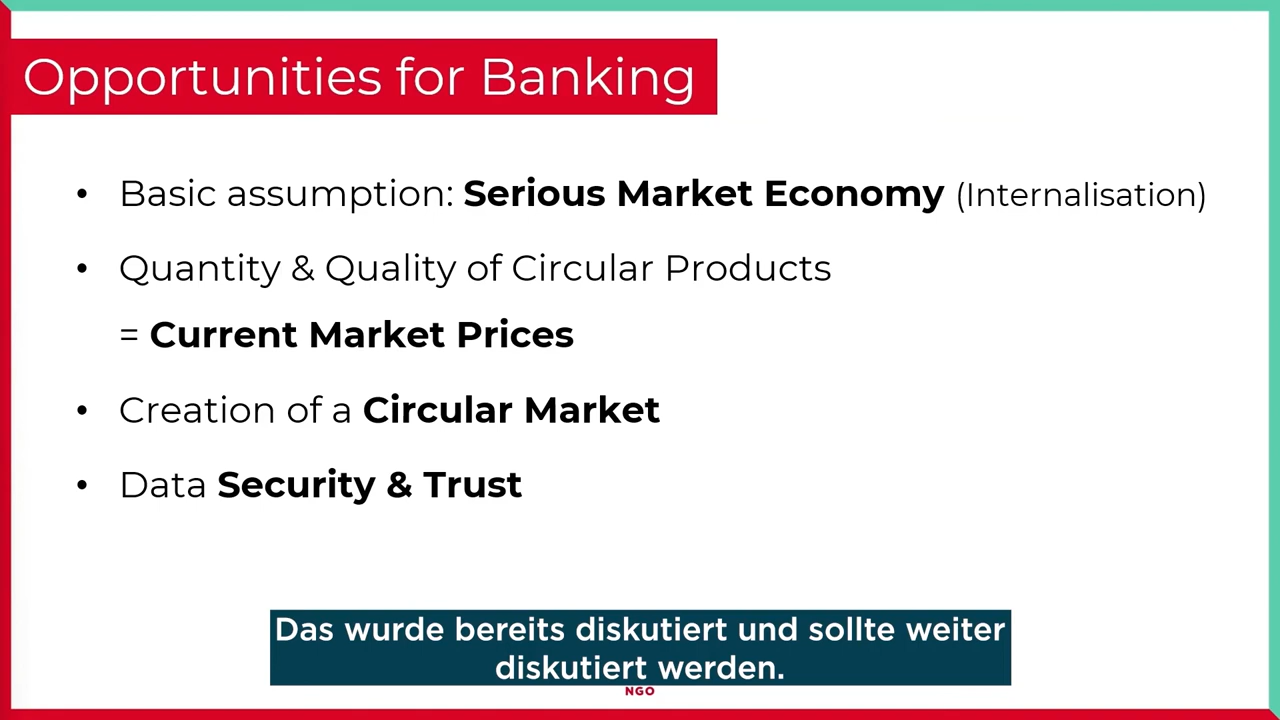 Opportunities for Banking
• Basic assumption: Serious Market Economy (Internalisation)
• Quantity & Quality of Circular Products
= Current Market Prices
• Creation of a Circular Market
• Data Security & Trust
Das wurde bereits diskutiert und sollte weiter
diskutiert werden.
NGO